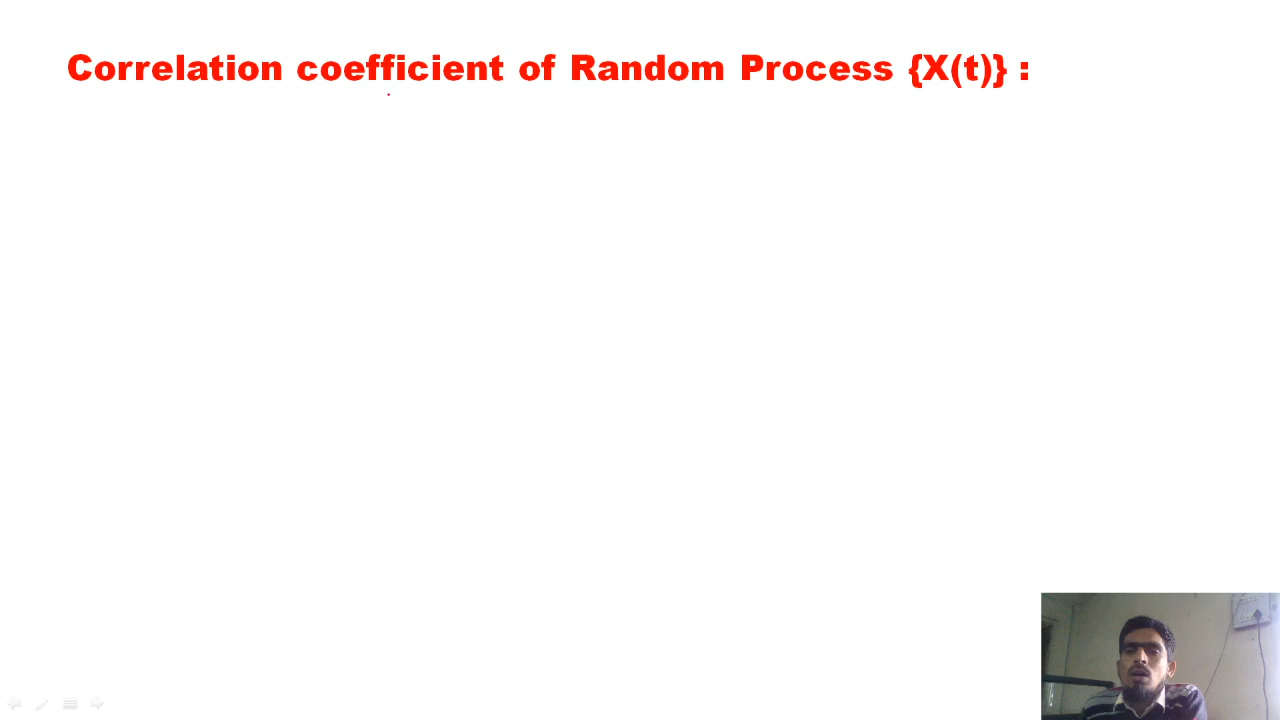 Correlation coefficient of Random Process {X(t)} :